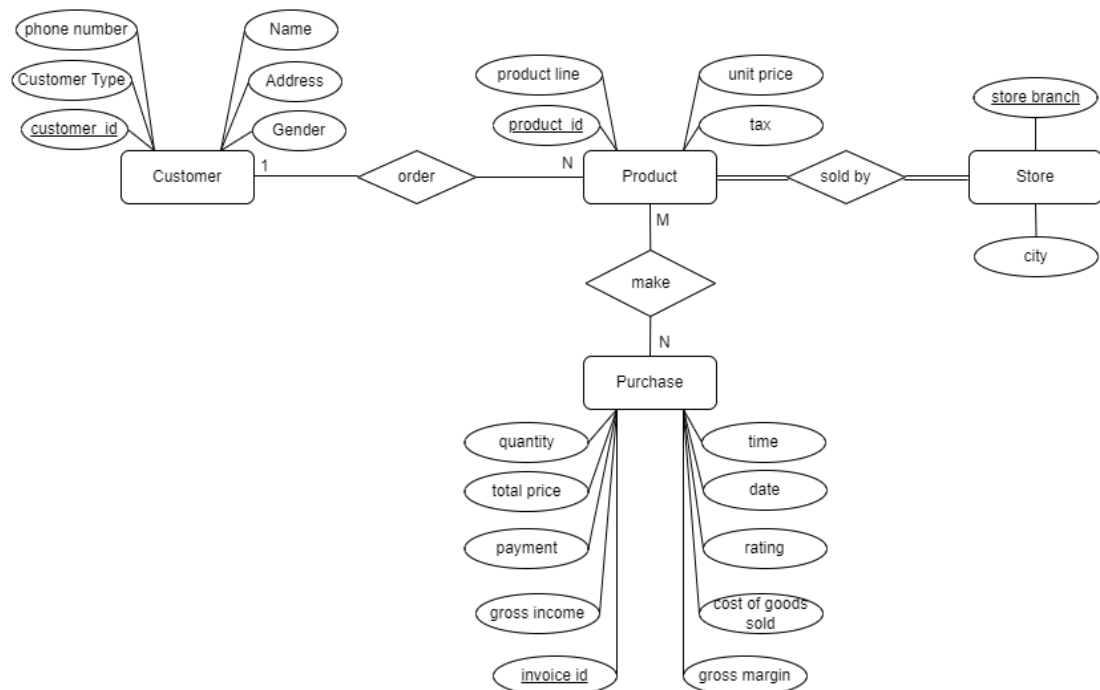 phone number
Name
Customer Type
Address
customer_id
Gender
product line
unit price
product_id
tax
store branch
Customer
1
order
N
Product
sold by
Store
M
city
make
N
Purchase
quantity
time
total price
date
payment
rating
gross income
cost of goods
sold
invoice id
gross margin